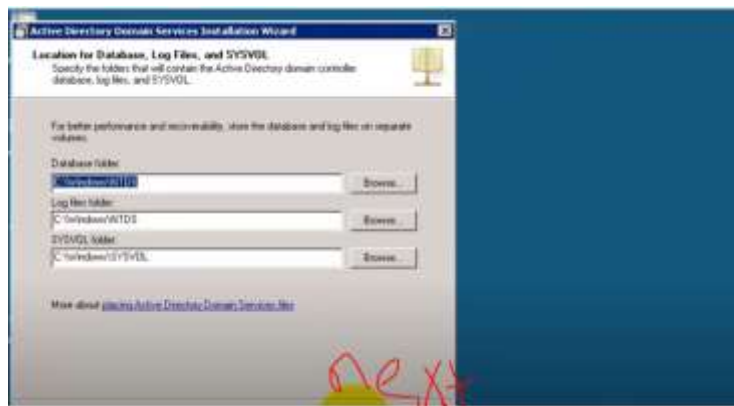 Active Directory Domain Services Installation Wizard
Location for Database, Log Files, and SYSVOL
Specify the folders that will contain the Active Directory domain controller
database, log files, and SYSVOL.
For better performance and recoverability, store the database and log files on separate
volumes.
Database folder:
C:\Windows\NTDS
Browse...
Log files folder:
C:\Windows\NTDS
Browse...
SYSVOL folder:
C:\Windows\SYSVOL
Browse...
More about placing Active Directory Domain Services files
next